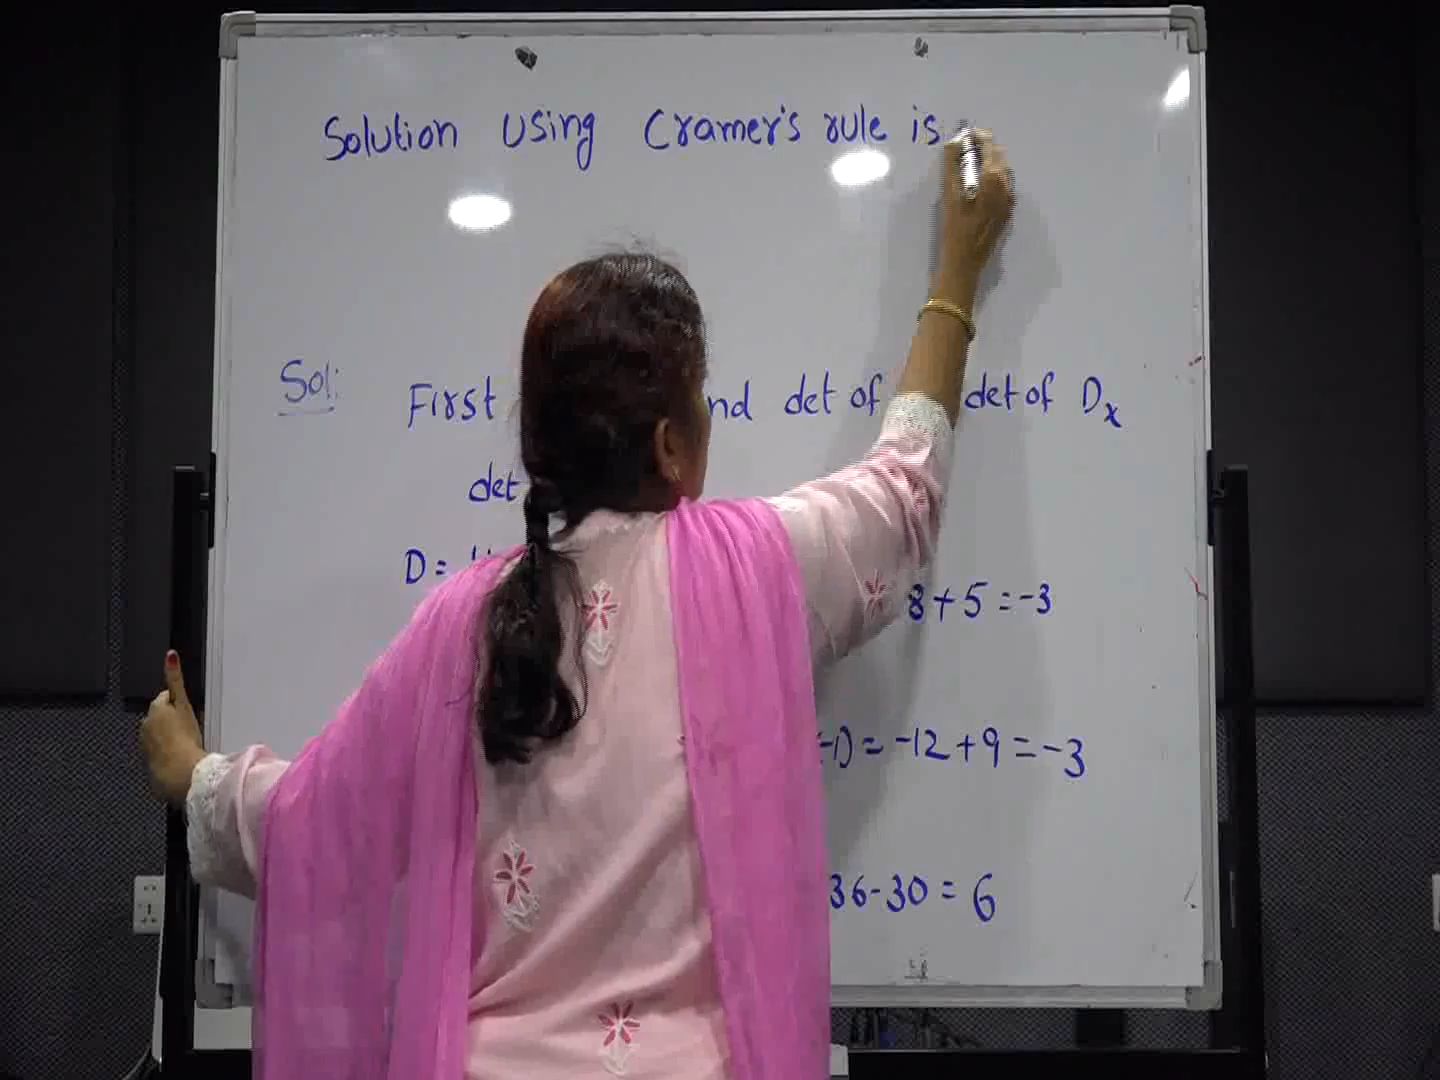 Solution using Cramer's rule is
Sol: First nd det of det of Dx
det
D =
8 + 5 = -3
(-1) = -12 + 9 = -3
36 - 30 = 6